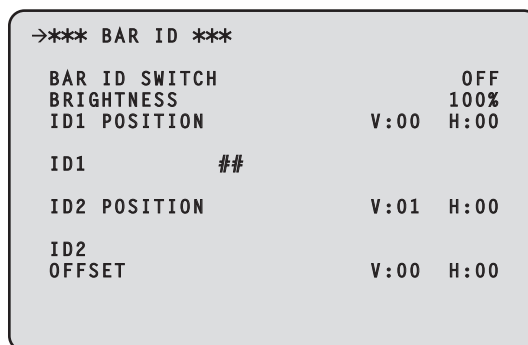 →*** BAR ID ***
BAR ID SWITCH OFF
BRIGHTNESS 100%
ID1 POSITION V:00 H:00
ID1 ##
ID2 POSITION V:01 H:00
ID2
OFFSET V:00 H:00